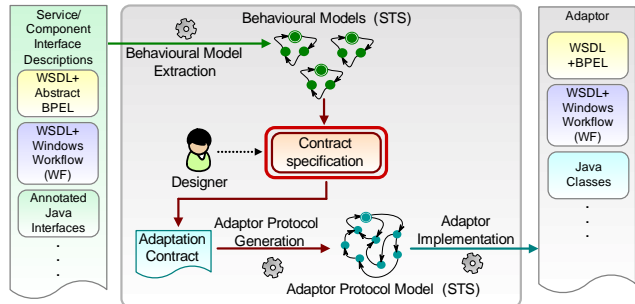 Service/
Component
Interface
Descriptions
WSDL+
Abstract
BPEL
WSDL+
Windows
Workflow
(WF)
Annotated
Java
Interfaces
. . .
Behavioural Model
Extraction
Behavioural Models (STS)
Contract
specification
Designer
Adaptation
Contract
Adaptor Protocol
Generation
Adaptor Protocol Model (STS)
Adaptor
Implementation
Adaptor
WSDL
+BPEL
WSDL+
Windows
Workflow
(WF)
Java
Classes
. . .